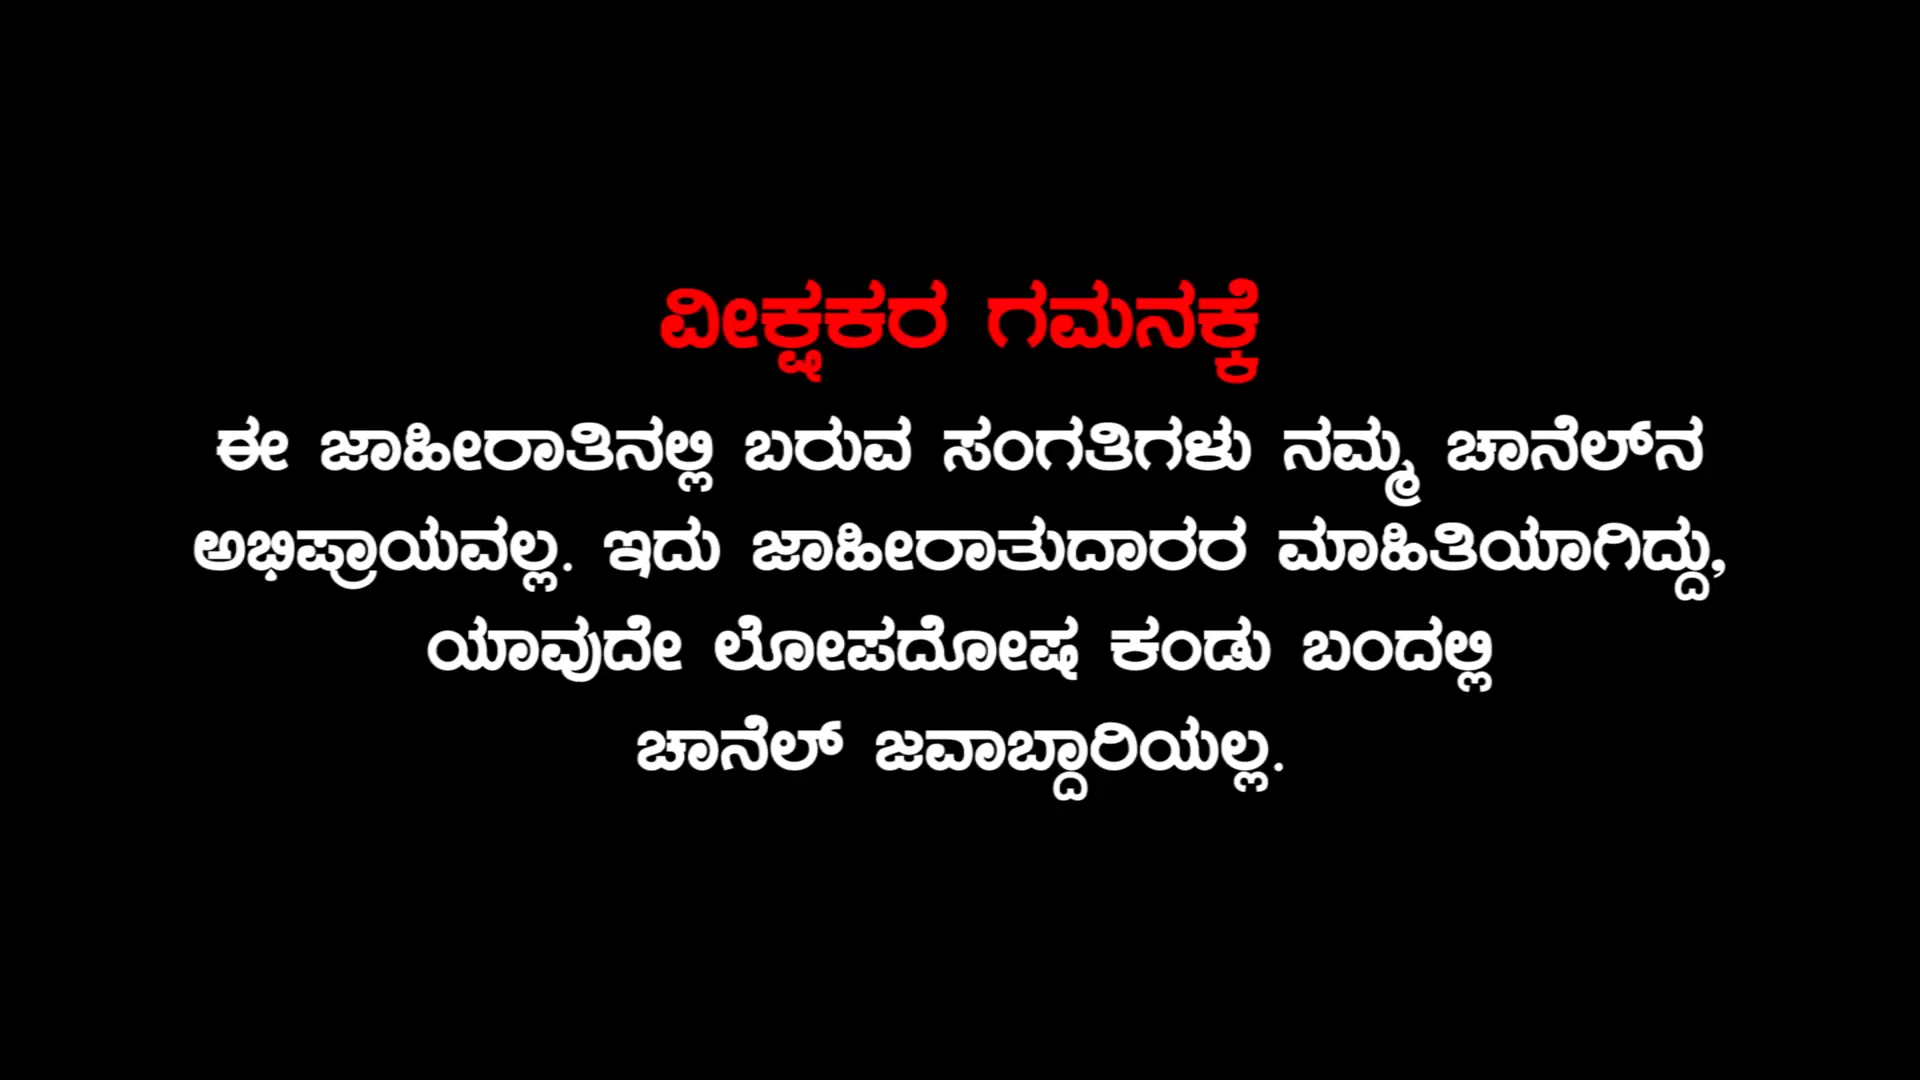 ವೀಕ್ಷಕರ ಗಮನಕ್ಕೆ
ಈ ಜಾಹೀರಾತಿನಲ್ಲಿ ಬರುವ ಸಂಗತಿಗಳು ನಮ್ಮ ಚಾನೆಲ್‌ನ
ಅಭಿಪ್ರಾಯವಲ್ಲ. ಇದು ಜಾಹೀರಾತುದಾರರ ಮಾಹಿತಿಯಾಗಿದ್ದು,
ಯಾವುದೇ ಲೋಪದೋಷ ಕಂಡು ಬಂದಲ್ಲಿ
ಚಾನೆಲ್ ಜವಾಬ್ದಾರಿಯಲ್ಲ.